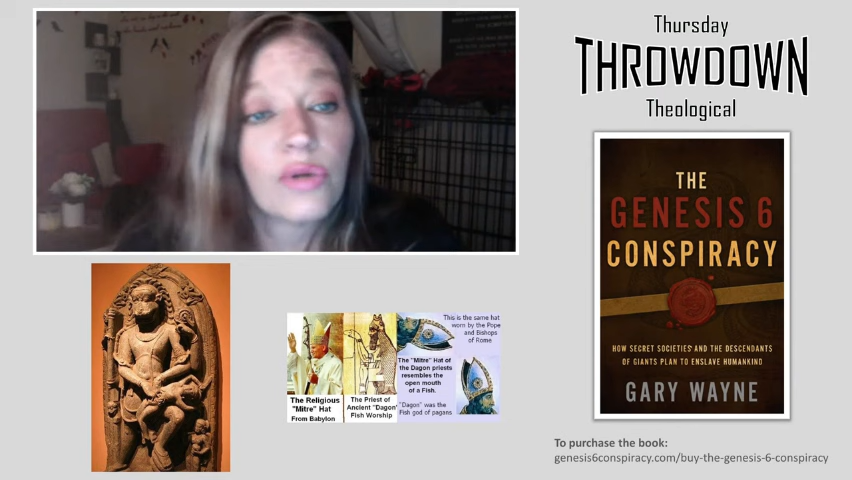 Thursday
THROWDOWN
Theological
THE
GENESIS 6
CONSPIRACY
HOW SECRET SOCIETIES AND THE DESCENDANTS
OF GIANTS PLAN TO ENSLAVE HUMANKIND
GARY WAYNE
The Religious
"Mitre" Hat
From Babylon
The Priest of
Ancient "Dagon"
Fish Worship
The "Mitre" Hat of
the Dagon priests
resembles the
open mouth
of a Fish.
"Dagon" was the
Fish god of pagans
This is the same hat
worn by the Pope
and Bishops
of Rome
To purchase the book:
genesis6conspiracy.com/buy-the-genesis-6-conspiracy